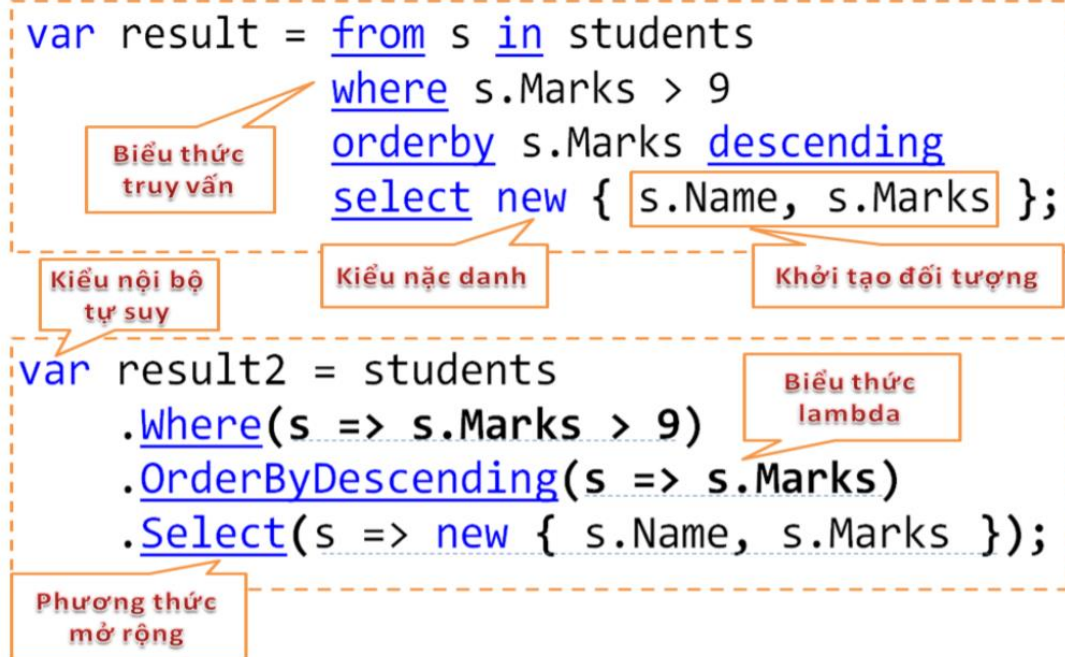 var result = from s in students
where s.Marks > 9
orderby s.Marks descending
select new { s.Name, s.Marks };
Biểu thức
truy vấn
Kiểu nặc danh
Khởi tạo đối tượng
Kiểu nội bộ
tự suy
var result2 = students
.Where(s => s.Marks > 9)
.OrderByDescending(s => s.Marks)
.Select(s => new { s.Name, s.Marks });
Biểu thức
lambda
Phương thức
mở rộng